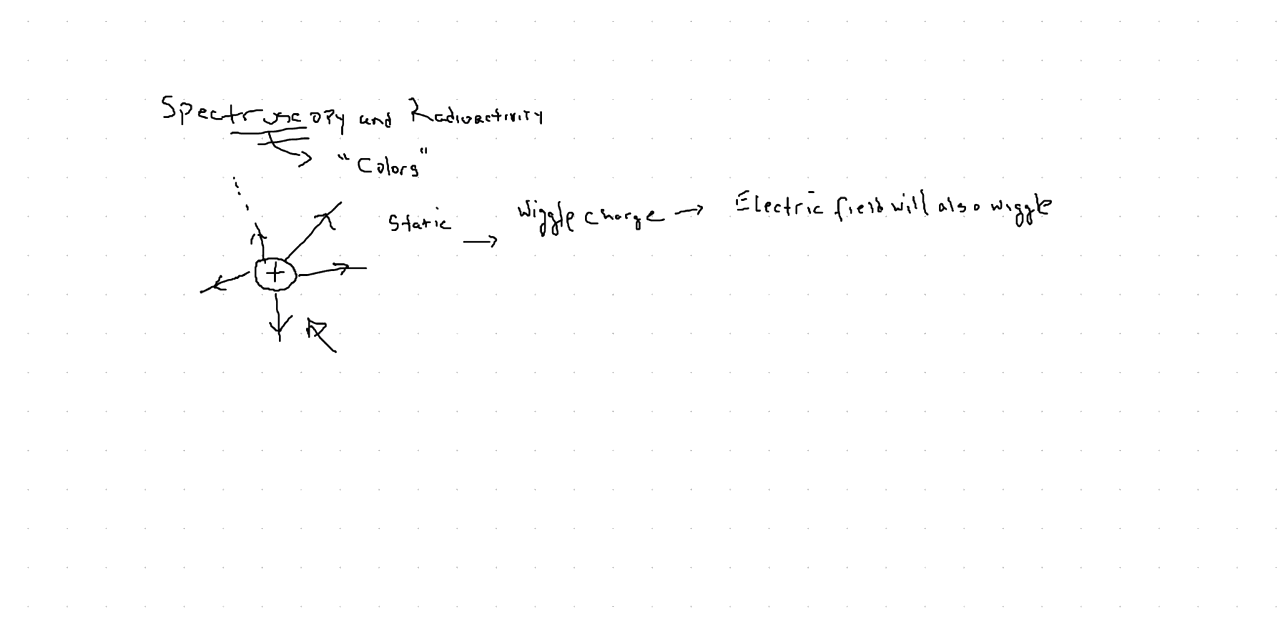 Spectroscopy and Radioactivity
"Colors"
Static → Wiggle charge → Electric field will also wiggle
+